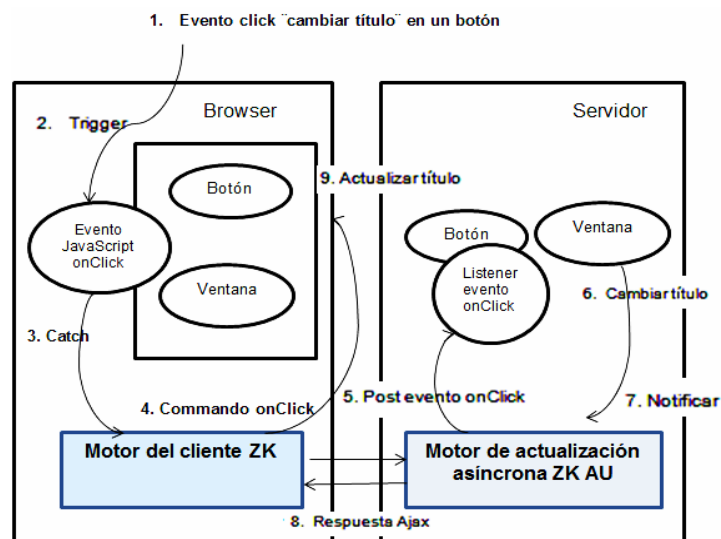 1. Evento click ¨cambiar título¨ en un botón
Browser
Servidor
2. Trigger
Botón
9. Actualizar título
Evento
JavaScript
onClick
Ventana
Botón
Ventana
Listener
evento
onClick
6. Cambiar título
3. Catch
4. Commando onClick
5. Post evento onClick
7. Notificar
Motor del cliente ZK
Motor de actualización
asíncrona ZK AU
8. Respuesta Ajax